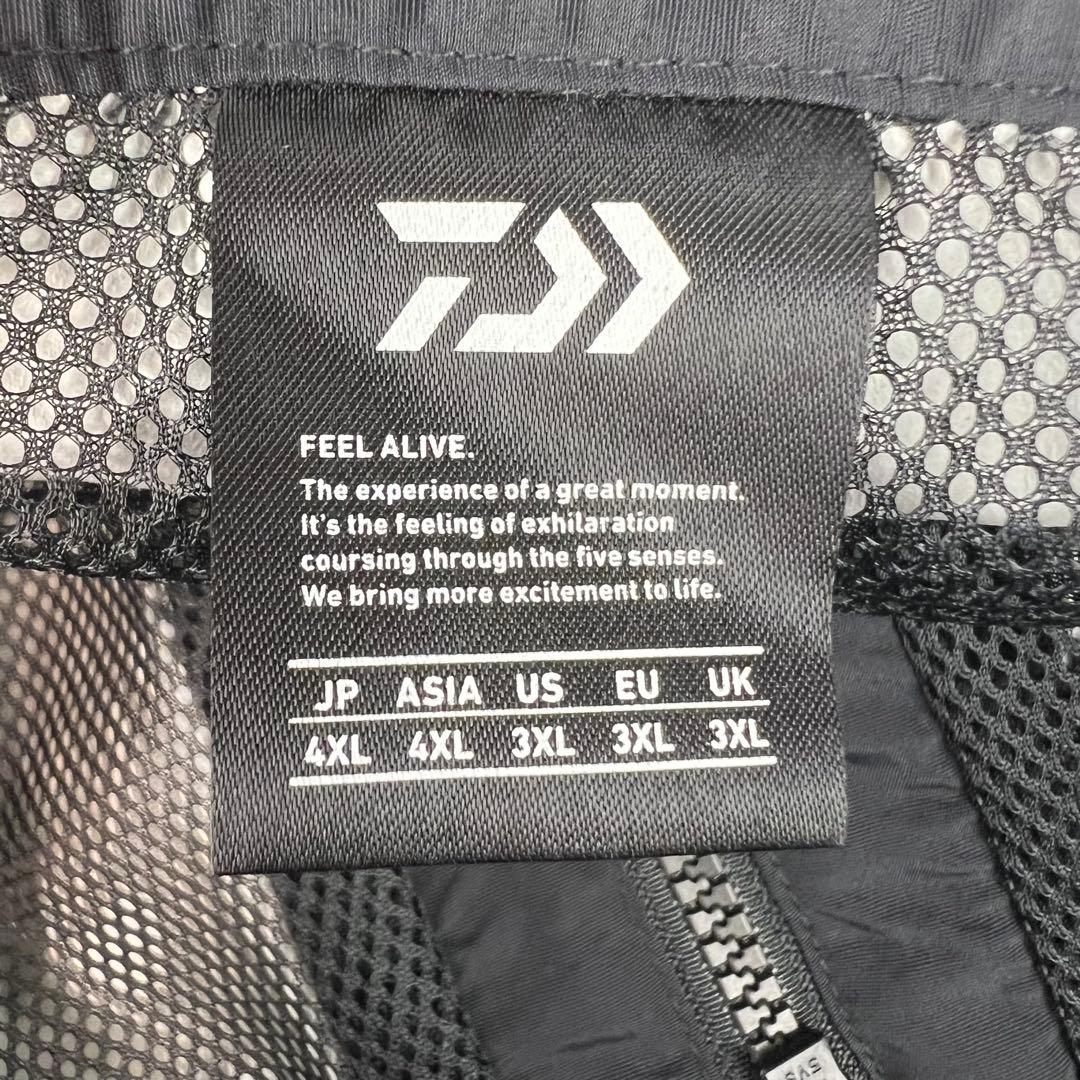 FEEL ALIVE.
The experience of a great moment.
It's the feeling of exhilaration
coursing through the five senses.
We bring more excitement to life.
JP ASIA US EU UK
4XL 4XL 3XL 3XL 3XL